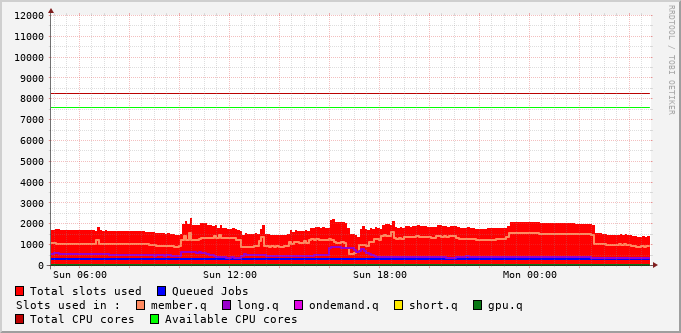 12000
11000
10000
9000
8000
7000
6000
5000
4000
3000
2000
1000
0
Sun 06:00 Sun 12:00 Sun 18:00 Mon 00:00
Total slots used Queued Jobs
Slots used in : member.q long.q ondemand.q short.q gpu.q
Total CPU cores Available CPU cores
RRDTOOL / TOBI OETIKER